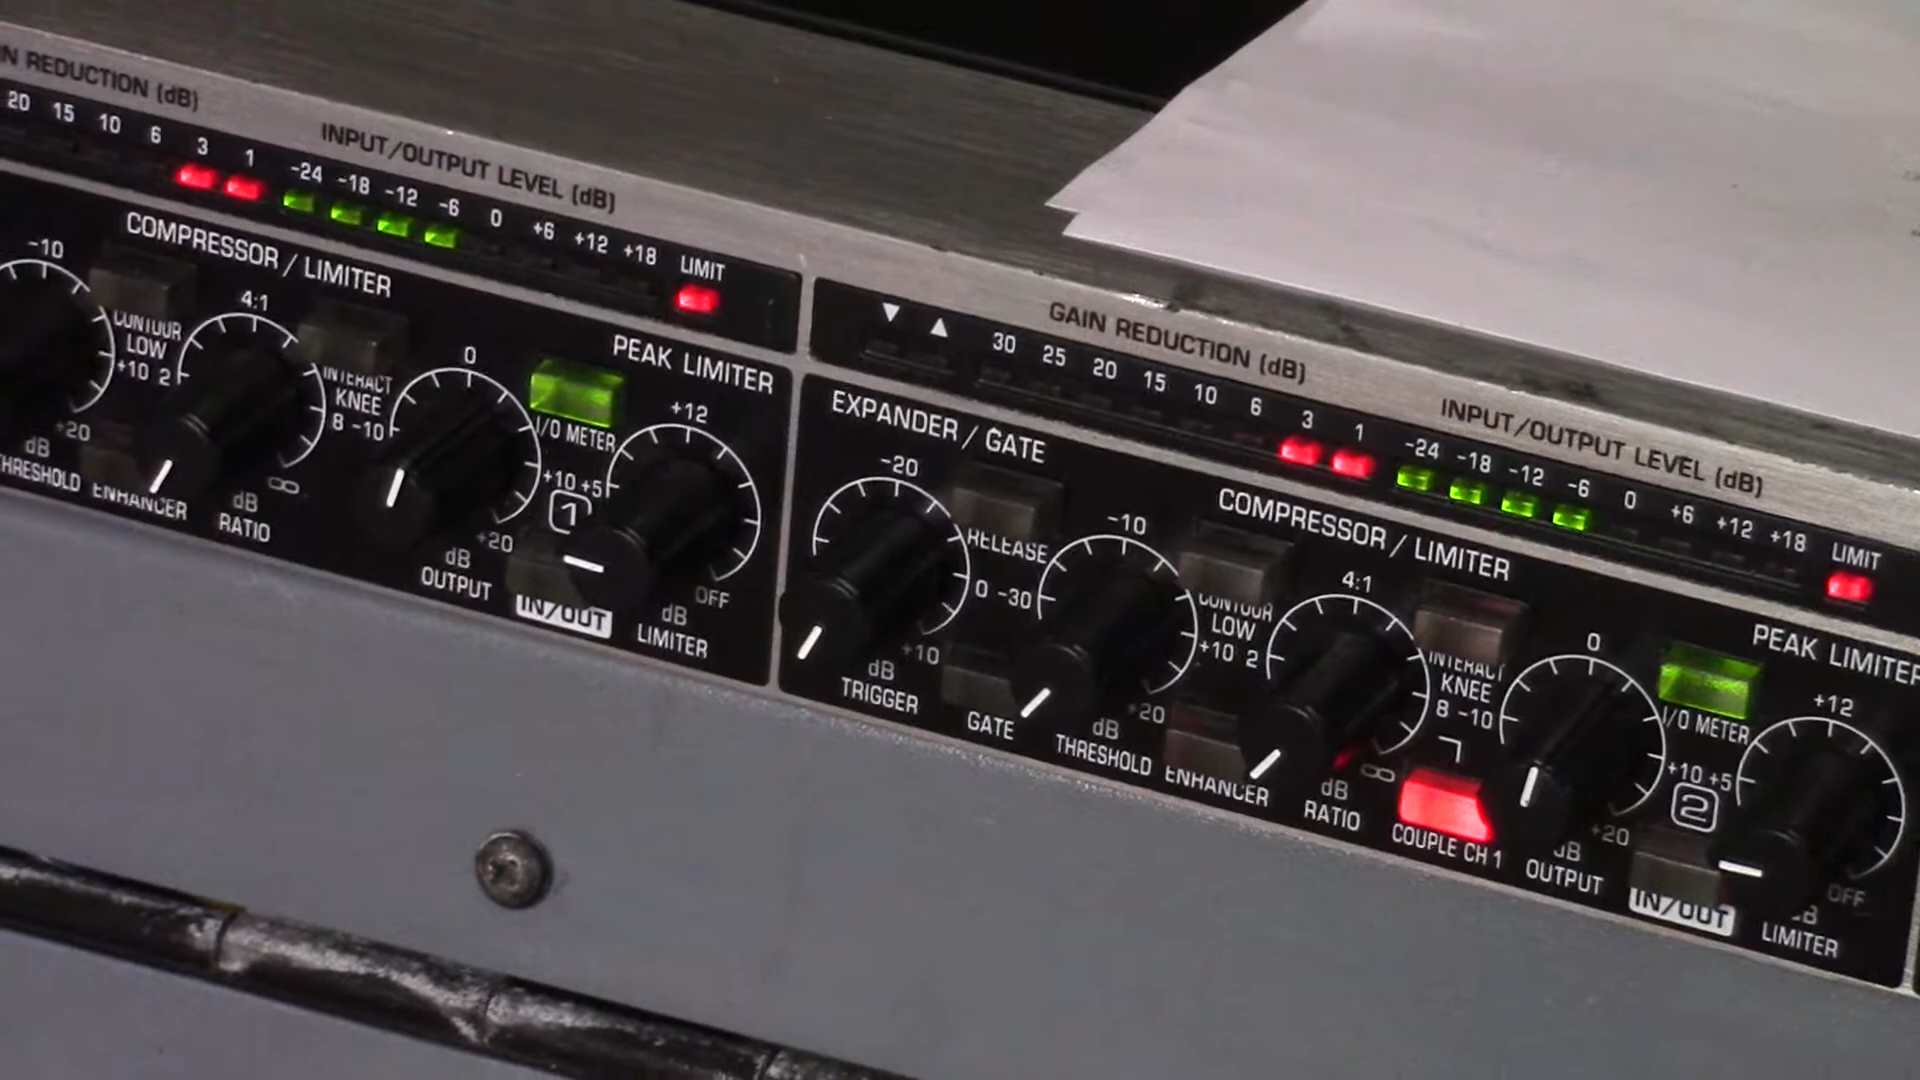 IN REDUCTION (dB)
20 15 10 6 3 1
INPUT/OUTPUT LEVEL (dB)
-24 -18 -12 -6 0 +6 +12 +18 LIMIT
COMPRESSOR / LIMITER
PEAK LIMITER
-10
+20
dB
THRESHOLD
CONTOUR
LOW
+10
ENHANCER
4:1
2
∞
dB
RATIO
INTERACT
KNEE
8
0
-10
+20
dB
OUTPUT
I/O METER
+10
1
IN/OUT
+12
+5
OFF
dB
LIMITER
GAIN REDUCTION (dB)
▼ ▲ 30 25 20 15 10 6 3 1
INPUT/OUTPUT LEVEL (dB)
-24 -18 -12 -6 0 +6 +12 +18 LIMIT
EXPANDER / GATE
COMPRESSOR / LIMITER
PEAK LIMITER
-20
+10
dB
TRIGGER
RELEASE
0
GATE
-10
-30
+20
dB
THRESHOLD
CONTOUR
LOW
+10
ENHANCER
4:1
2
∞
dB
RATIO
INTERACT
KNEE
8
COUPLE CH 1
0
-10
+20
dB
OUTPUT
I/O METER
+10
2
IN/OUT
+12
+5
OFF
dB
LIMITER